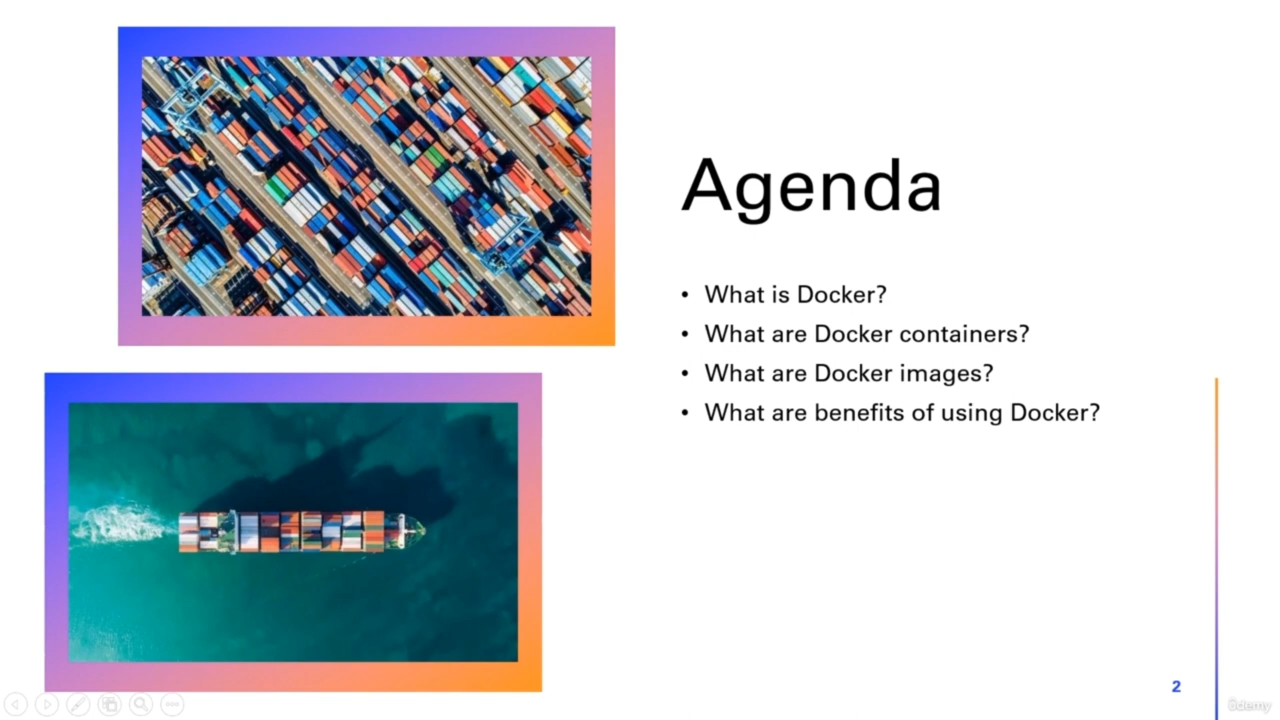 Agenda
• What is Docker?
• What are Docker containers?
• What are Docker images?
• What are benefits of using Docker?
2
ûdemy